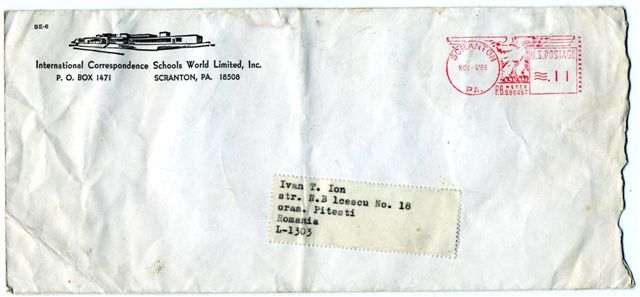 SE-6
International Correspondence Schools World Limited, Inc.
P. O. BOX 1471 SCRANTON, PA. 18508
SCRANTON
PA.
U.S. POSTAGE
.11
P.B. METER
598457
Ivan T. Ion
str. N.B lcescu No. 18
oras. Pitesti
Romania
L-1303